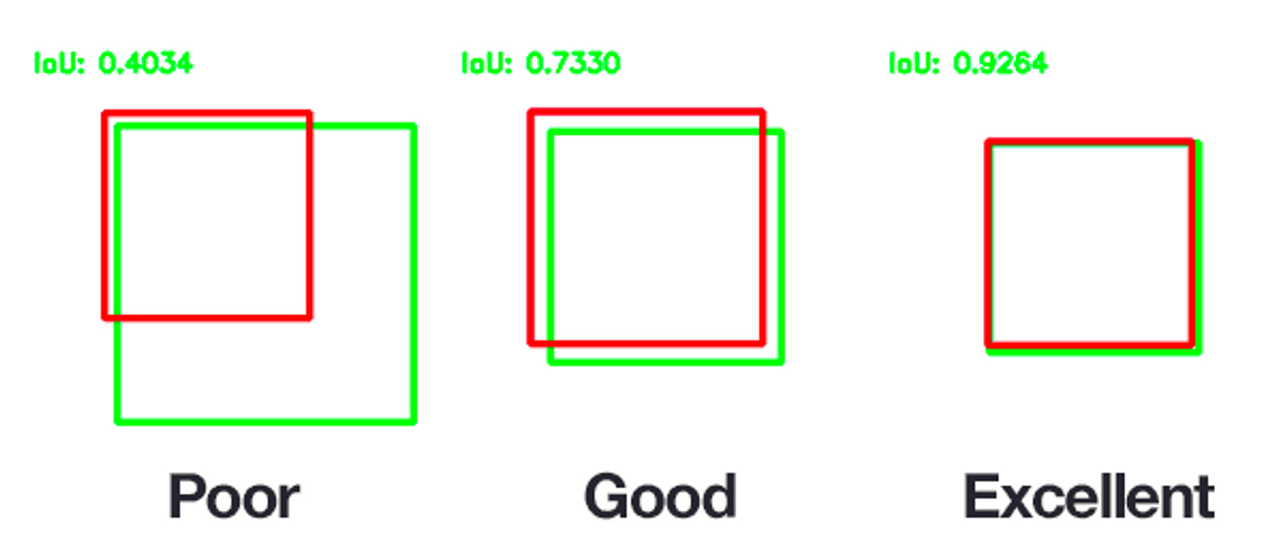 IoU: 0.4034
IoU: 0.7330
IoU: 0.9264
Poor
Good
Excellent